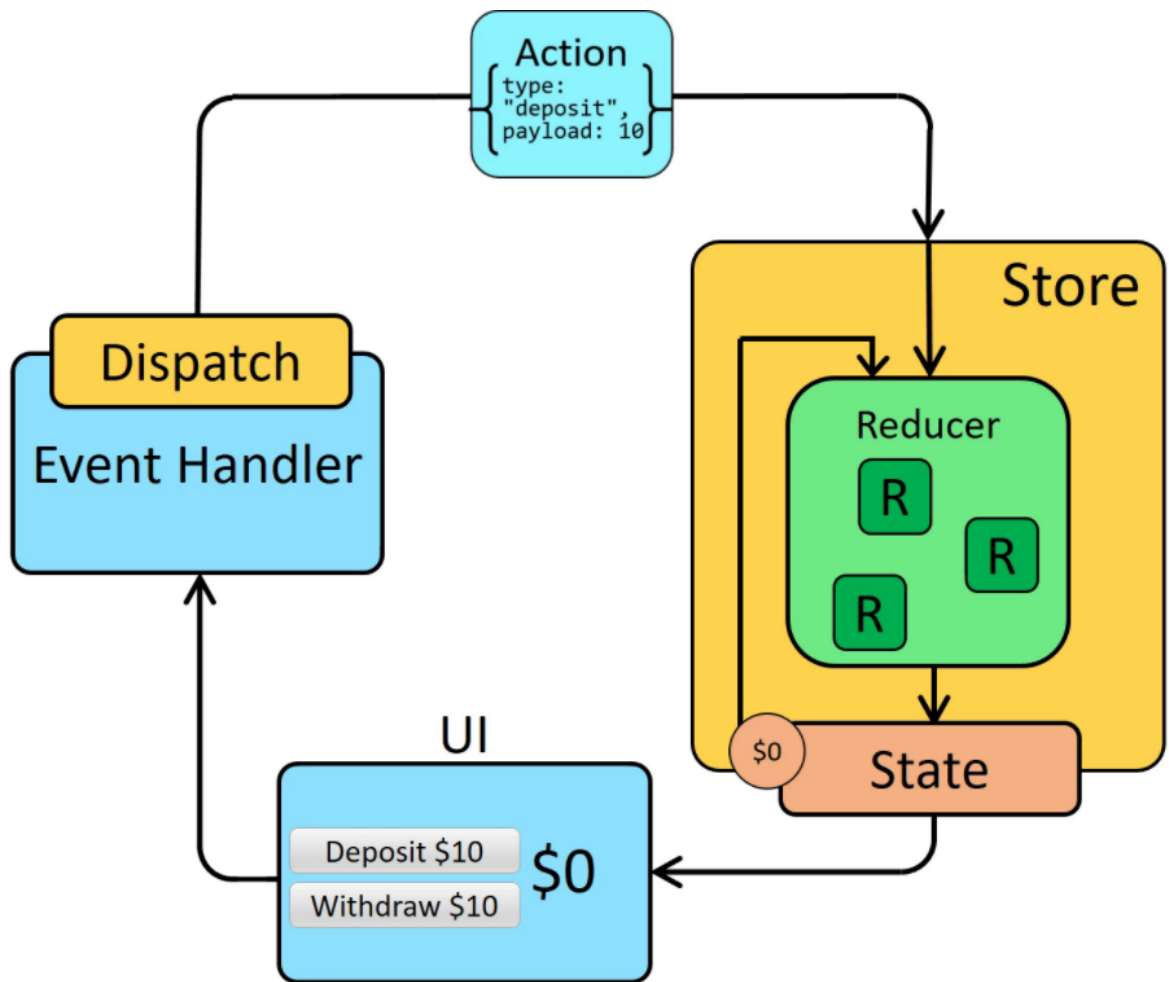 Action
{type:
"deposit",
payload: 10}
Store
Dispatch
Event Handler
Reducer
R
R
R
$0
State
UI
Deposit $10
$0
Withdraw $10